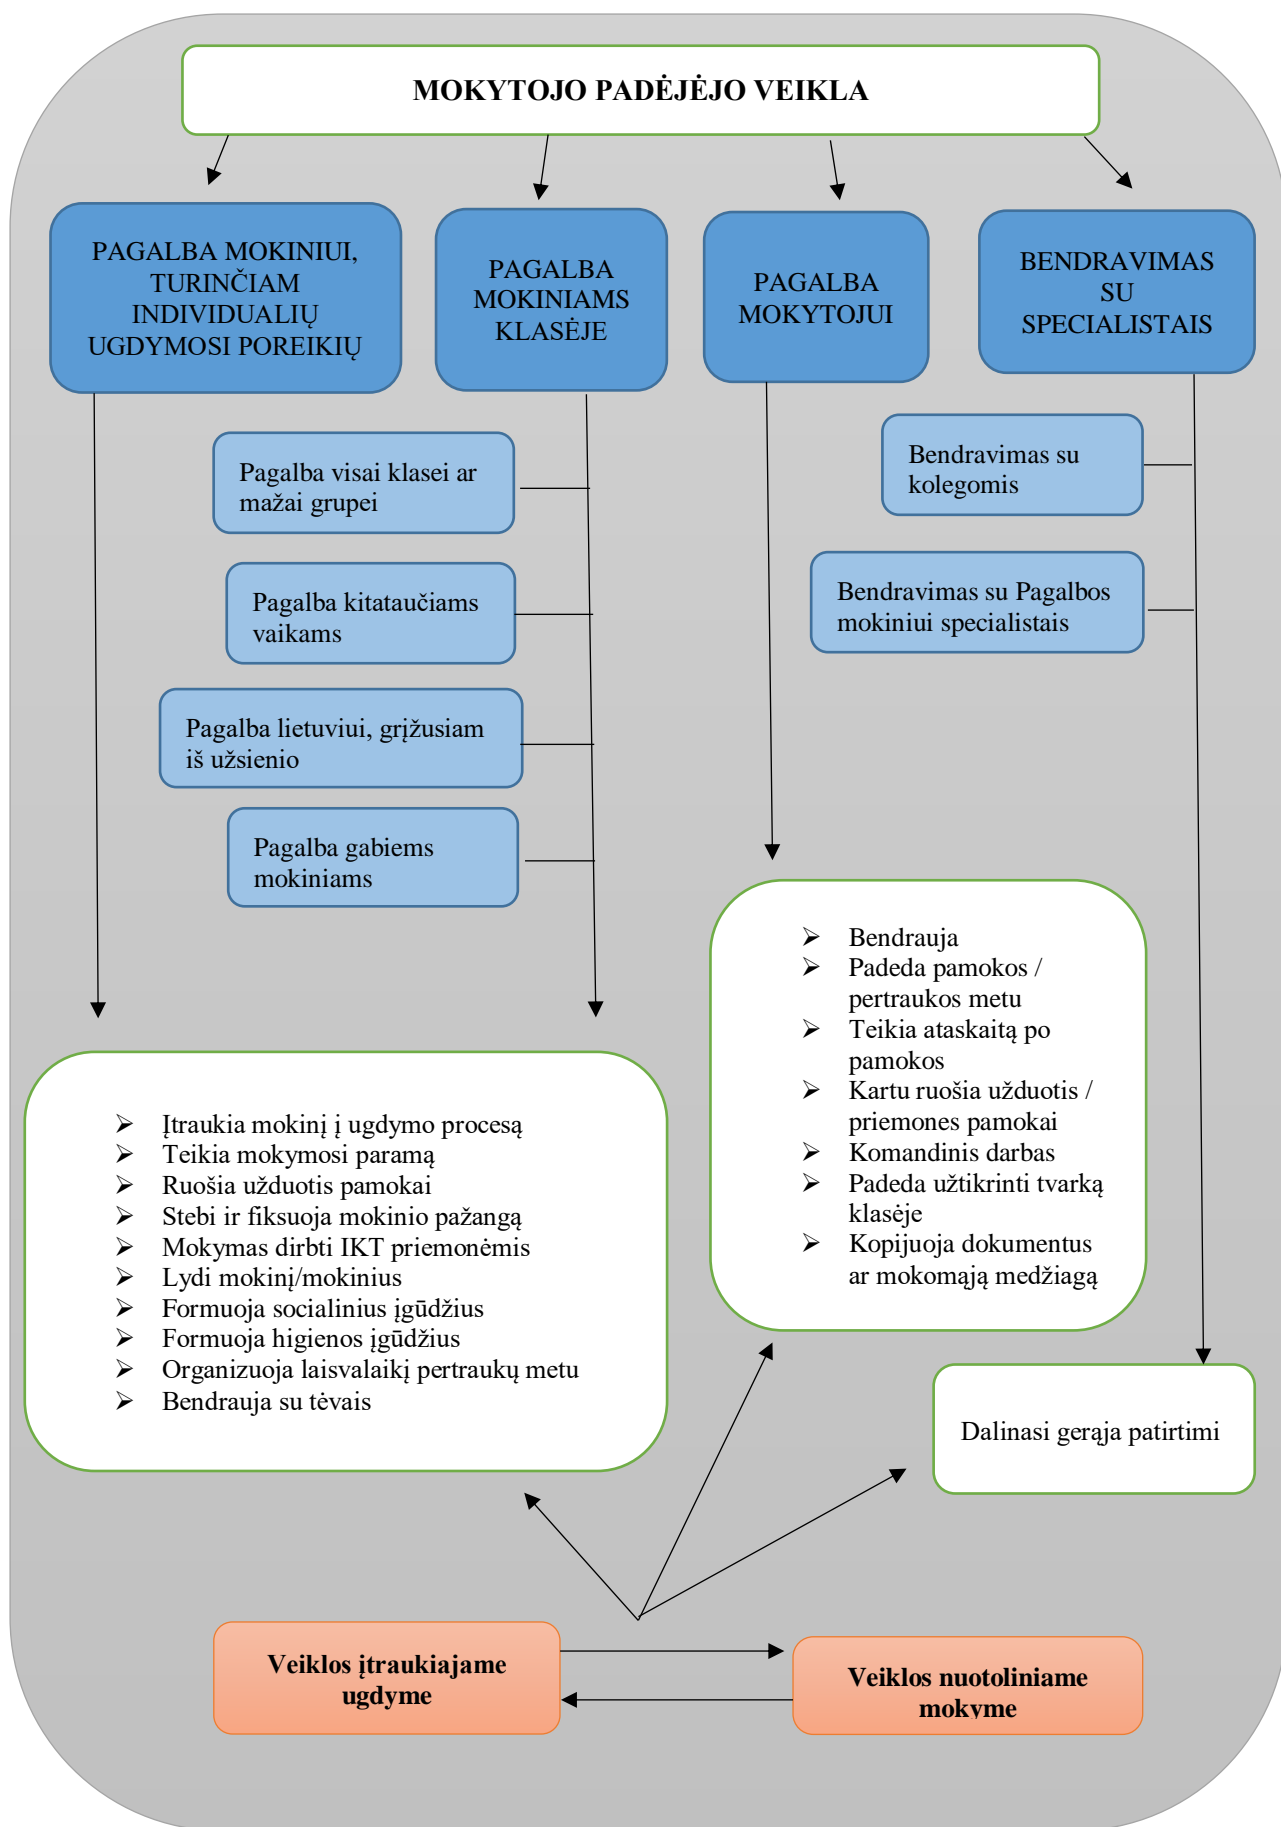 MOKYTOJO PADĖJĖJO VEIKLA
PAGALBA MOKINIUI,
TURINČIAM
INDIVIDUALIŲ
UGDYMOSI POREIKIŲ
PAGALBA
MOKINIAMS
KLASĖJE
PAGALBA
MOKYTOJUI
BENDRAVIMAS
SU
SPECIALISTAIS
Pagalba visai klasei ar
mažai grupei
Pagalba kitataučiams
vaikams
Pagalba lietuviui, grįžusiam
iš užsienio
Pagalba gabiems
mokiniams
Bendravimas su
kolegomis
Bendravimas su Pagalbos
mokiniui specialistais
➢ Bendrauja
➢ Padeda pamokos /
pertraukos metu
➢ Teikia ataskaitą po
pamokos
➢ Kartu ruošia užduotis /
priemones pamokai
➢ Komandinis darbas
➢ Padeda užtikrinti tvarką
klasėje
➢ Kopijuoja dokumentus
ar mokomąją medžiagą
➢ Įtraukia mokinį į ugdymo procesą
➢ Teikia mokymosi paramą
➢ Ruošia užduotis pamokai
➢ Stebi ir fiksuoja mokinio pažangą
➢ Mokymas dirbti IKT priemonėmis
➢ Lydi mokinį/mokinius
➢ Formuoja socialinius įgūdžius
➢ Formuoja higienos įgūdžius
➢ Organizuoja laisvalaikį pertraukų metu
➢ Bendrauja su tėvais
Dalinasi gerąja patirtimi
Veiklos įtraukiajame
ugdyme
Veiklos nuotoliniame
mokyme